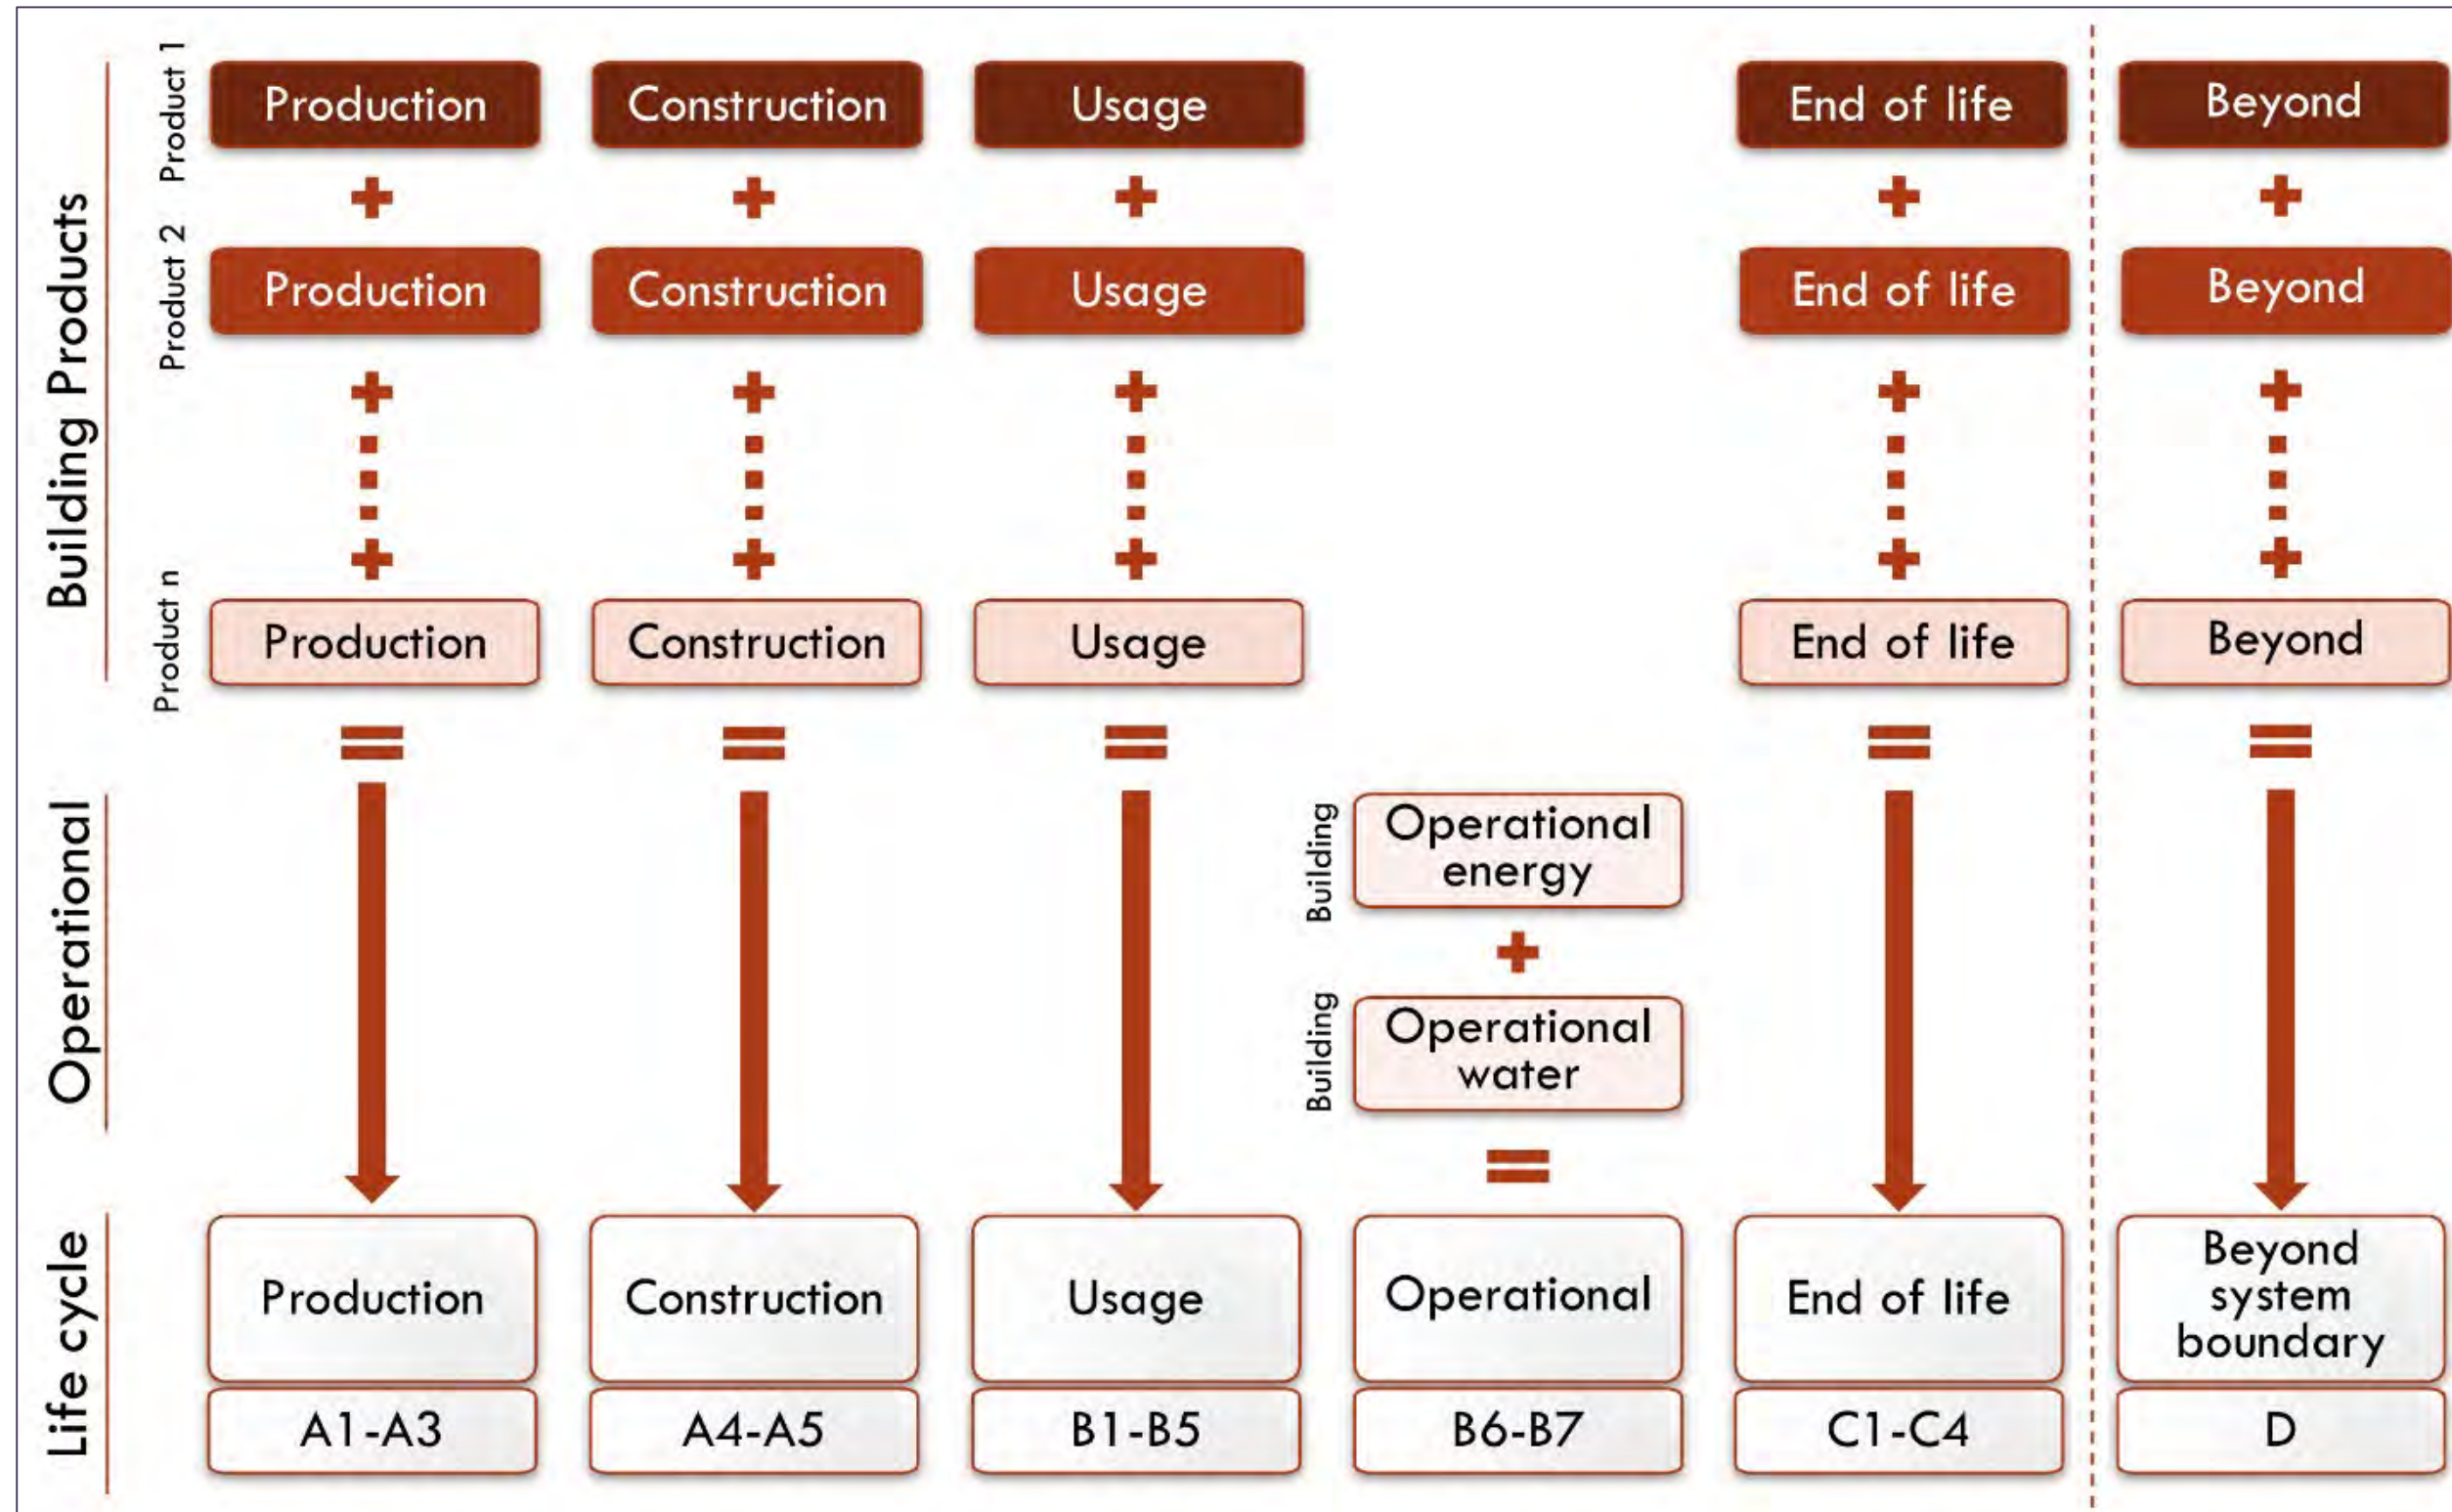 Building Products
Product 1
Production
Construction
Usage
End of life
Beyond
Product 2
Production
Construction
Usage
End of life
Beyond
Product n
Production
Construction
Usage
End of life
Beyond
Operational
Building
Operational
energy
Building
Operational
water
Life cycle
Production
Construction
Usage
Operational
End of life
Beyond
system
boundary
A1-A3
A4-A5
B1-B5
B6-B7
C1-C4
D